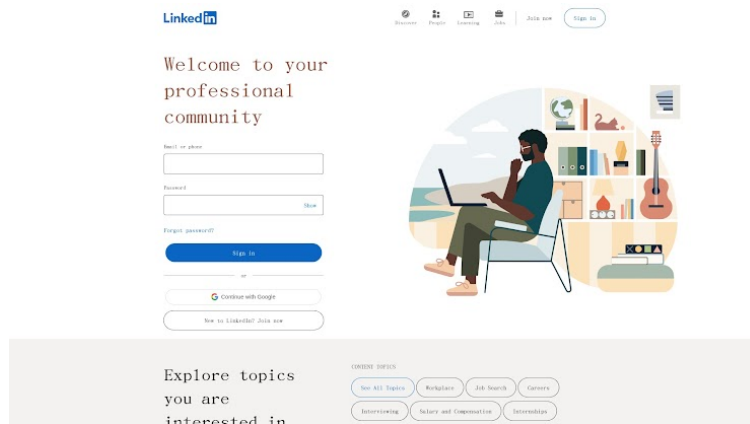 LinkedIn
Discover People Learning Jobs Join now Sign in
Welcome to your
professional
community
Email or phone
Password
Show
Forgot password?
Sign in
or
Continue with Google
New to LinkedIn? Join now
Explore topics
you are
interested in
CONTENT TOPICS
See All Topics Workplace Job Search Careers
Interviewing Salary and Compensation Internships